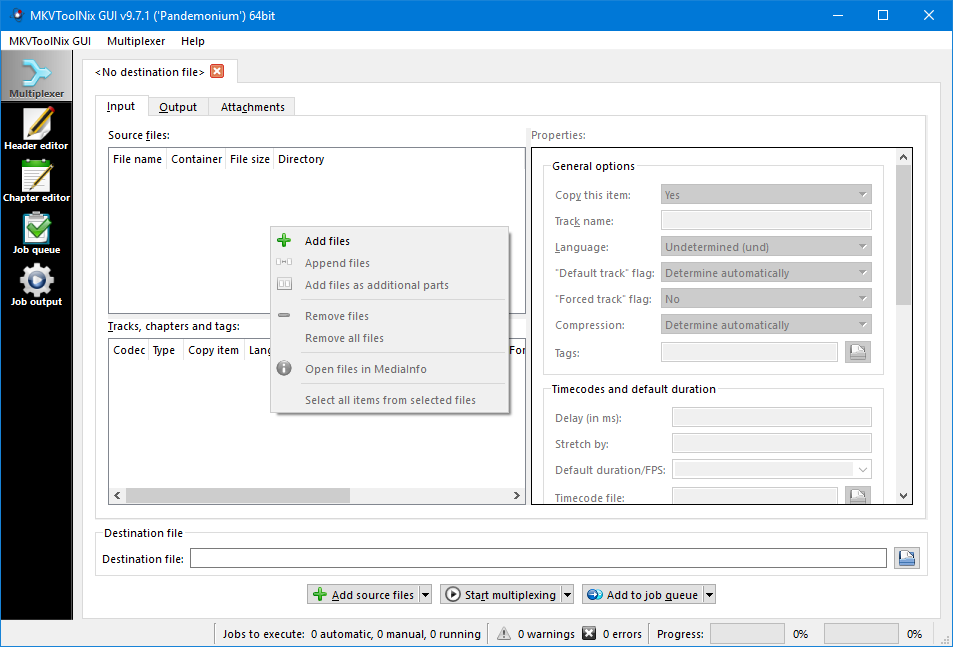 MKVToolNix GUI v9.7.1 ('Pandemonium') 64bit
MKVToolNix GUI Multiplexer Help
Multiplexer
Header editor
Chapter editor
Job queue
Job output
<No destination file>
Input Output Attachments
Source files:
File name Container File size Directory
Add files
Append files
Add files as additional parts
Remove files
Remove all files
Open files in MediaInfo
Select all items from selected files
Tracks, chapters and tags:
Codec Type Copy item Lang For
Properties:
General options
Copy this item: Yes
Track name:
Language: Undetermined (und)
"Default track" flag: Determine automatically
"Forced track" flag: No
Compression: Determine automatically
Tags:
Timecodes and default duration
Delay (in ms):
Stretch by:
Default duration/FPS:
Timecode file:
Destination file
Destination file:
Add source files Start multiplexing Add to job queue
Jobs to execute: 0 automatic, 0 manual, 0 running 0 warnings 0 errors Progress: 0% 0%